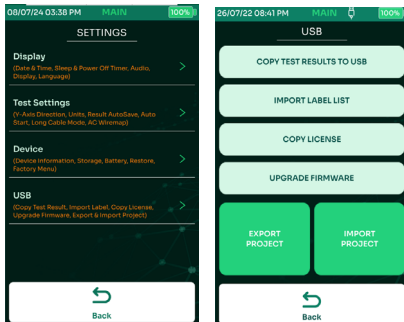 08/07/24 03:38 PM MAIN 100%
SETTINGS
Display
(Date & Time, Sleep & Power Off Timer, Audio,
Display, Language)
Test Settings
(Y-Axis Direction, Units, Result AutoSave, Auto
Start, Long Cable Mode, AC Wiremap)
Device
(Device Information, Storage, Battery, Restore,
Factory Menu)
USB
(Copy Test Result, Import Label, Copy License,
Upgrade Firmware, Export & Import Project)
Back
26/07/22 08:41 PM MAIN 100%
USB
COPY TEST RESULTS TO USB
IMPORT LABEL LIST
COPY LICENSE
UPGRADE FIRMWARE
EXPORT
PROJECT
IMPORT
PROJECT
Back